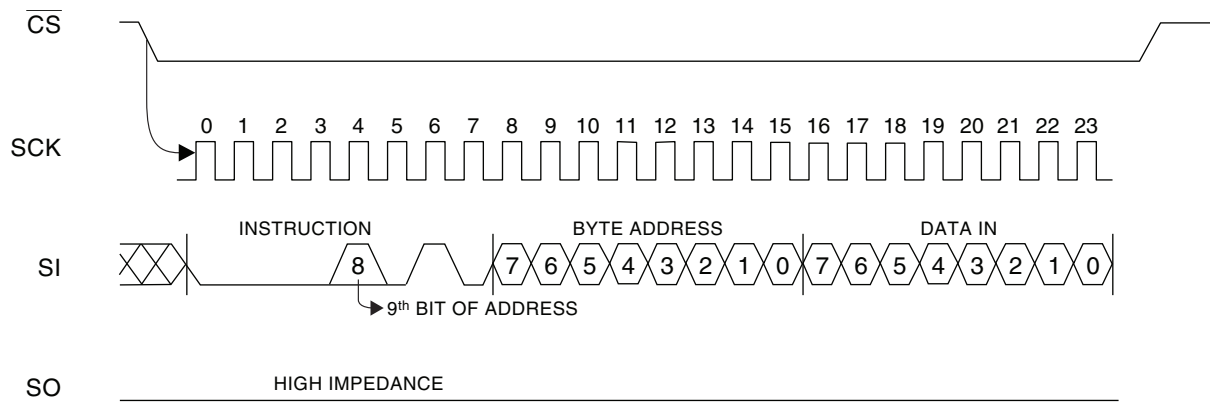 CS
0 1 2 3 4 5 6 7 8 9 10 11 12 13 14 15 16 17 18 19 20 21 22 23
SCK
INSTRUCTION BYTE ADDRESS DATA IN
SI 8 7 6 5 4 3 2 1 0 7 6 5 4 3 2 1 0
9th BIT OF ADDRESS
SO HIGH IMPEDANCE